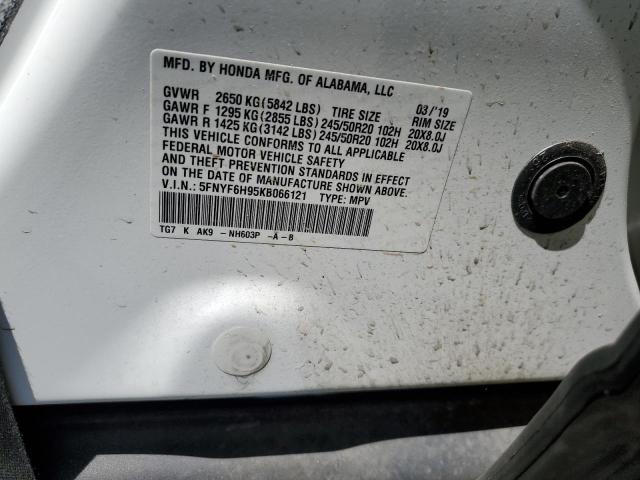 MFD. BY HONDA MFG. OF ALABAMA, LLC
GVWR 2650 KG(5842 LBS) TIRE SIZE 03/'19 RIM SIZE
GAWR F 1295 KG(2855 LBS) 245/50R20 102H 20X8.0J
GAWR R 1425 KG(3142 LBS) 245/50R20 102H 20X8.0J
THIS VEHICLE CONFORMS TO ALL APPLICABLE
FEDERAL MOTOR VEHICLE SAFETY
AND THEFT PREVENTION STANDARDS IN EFFECT
ON THE DATE OF MANUFACTURE SHOWN ABOVE.
V.I.N.: 5FNYF6H95KB066121 TYPE: MPV
TG7 K AK9 -NH603P -A-B